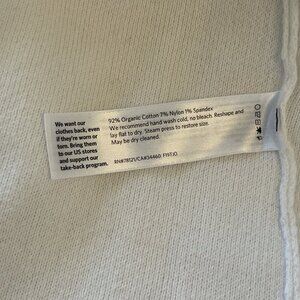 We want our
clothes back, even
if they're worn or
torn. Bring them
to our US stores
and support our
take-back program.
92% Organic Cotton 7% Nylon 1% Spandex
We recommend hand wash cold, no bleach. Reshape and
lay flat to dry. Steam press to restore size.
May be dry cleaned.